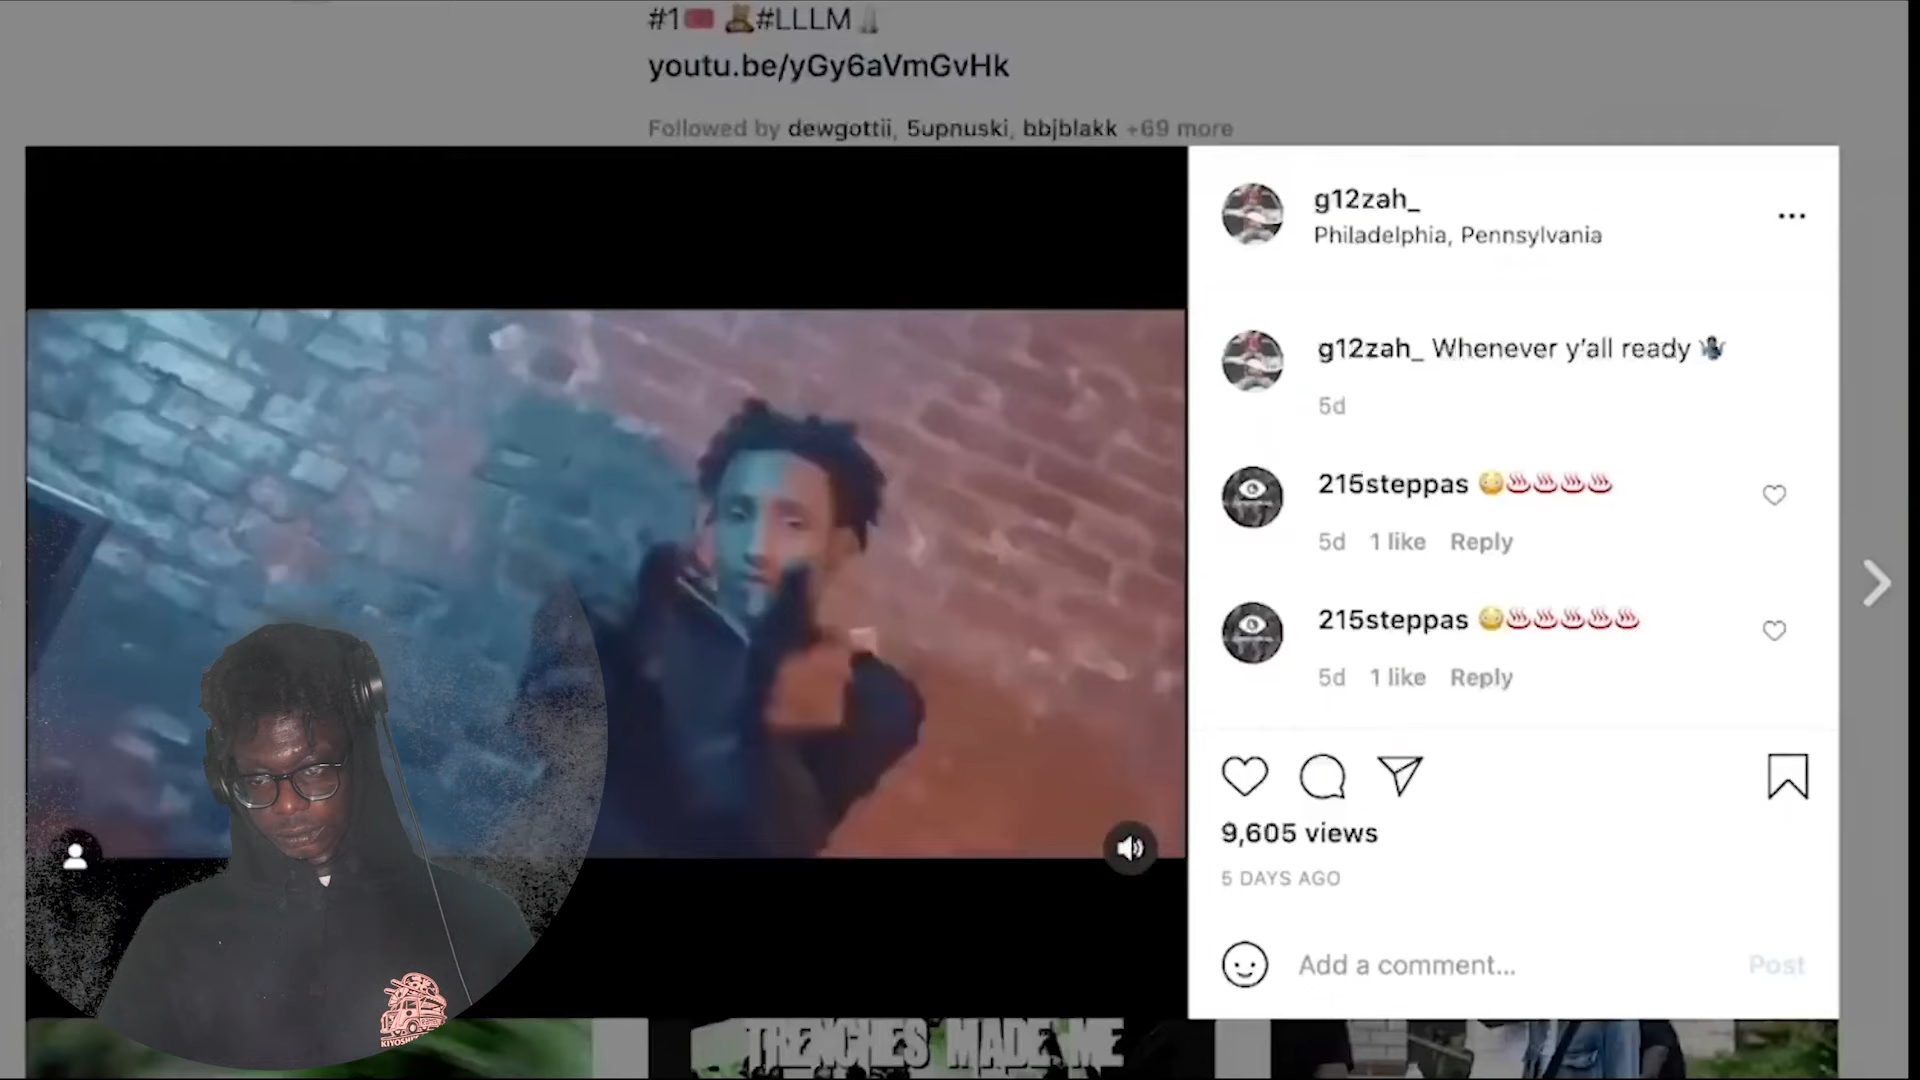 #1 #LLLM
youtu.be/yGy6aVmGvHk
Followed by dewgottii, 5upnuski, bbjblakk +69 more
g12zah_
Philadelphia, Pennsylvania
g12zah_ Whenever y'all ready
5d
215steppas 😳♨️♨️♨️♨️
5d 1 like Reply
215steppas 😳♨️♨️♨️♨️♨️
5d 1 like Reply
9,605 views
5 DAYS AGO
Add a comment... Post
TRENCHES MADE ME